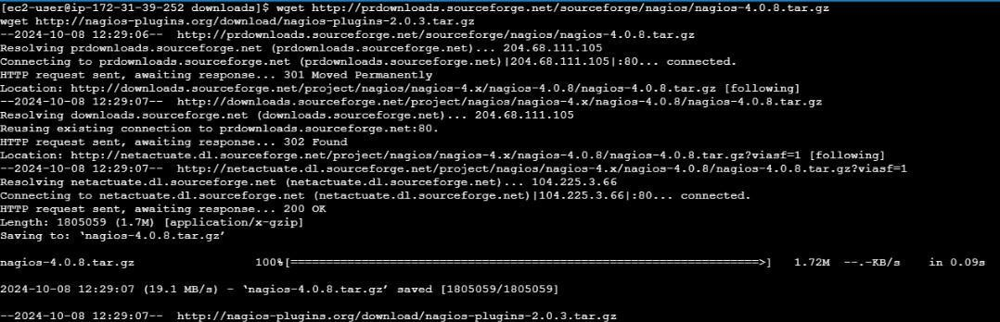 [ec2-user@ip-172-31-39-252 downloads]$ wget http://prdownloads.sourceforge.net/sourceforge/nagios/nagios-4.0.8.tar.gz
wget http://nagios-plugins.org/download/nagios-plugins-2.0.3.tar.gz
--2024-10-08 12:29:06--  http://prdownloads.sourceforge.net/sourceforge/nagios/nagios-4.0.8.tar.gz
Resolving prdownloads.sourceforge.net (prdownloads.sourceforge.net)... 204.68.111.105
Connecting to prdownloads.sourceforge.net (prdownloads.sourceforge.net)|204.68.111.105|:80... connected.
HTTP request sent, awaiting response... 301 Moved Permanently
Location: http://downloads.sourceforge.net/project/nagios/nagios-4.x/nagios-4.0.8/nagios-4.0.8.tar.gz [following]
--2024-10-08 12:29:07--  http://downloads.sourceforge.net/project/nagios/nagios-4.x/nagios-4.0.8/nagios-4.0.8.tar.gz
Resolving downloads.sourceforge.net (downloads.sourceforge.net)... 204.68.111.105
Reusing existing connection to prdownloads.sourceforge.net:80.
HTTP request sent, awaiting response... 302 Found
Location: http://netactuate.dl.sourceforge.net/project/nagios/nagios-4.x/nagios-4.0.8/nagios-4.0.8.tar.gz?viasf=1 [following]
--2024-10-08 12:29:07--  http://netactuate.dl.sourceforge.net/project/nagios/nagios-4.x/nagios-4.0.8/nagios-4.0.8.tar.gz?viasf=1
Resolving netactuate.dl.sourceforge.net (netactuate.dl.sourceforge.net)... 104.225.3.66
Connecting to netactuate.dl.sourceforge.net (netactuate.dl.sourceforge.net)|104.225.3.66|:80... connected.
HTTP request sent, awaiting response... 200 OK
Length: 1805059 (1.7M) [application/x-gzip]
Saving to: ‘nagios-4.0.8.tar.gz’
nagios-4.0.8.tar.gz 100%[===================================================================>] 1.72M --.-KB/s in 0.09s
2024-10-08 12:29:07 (19.1 MB/s) - ‘nagios-4.0.8.tar.gz’ saved [1805059/1805059]
--2024-10-08 12:29:07--  http://nagios-plugins.org/download/nagios-plugins-2.0.3.tar.gz